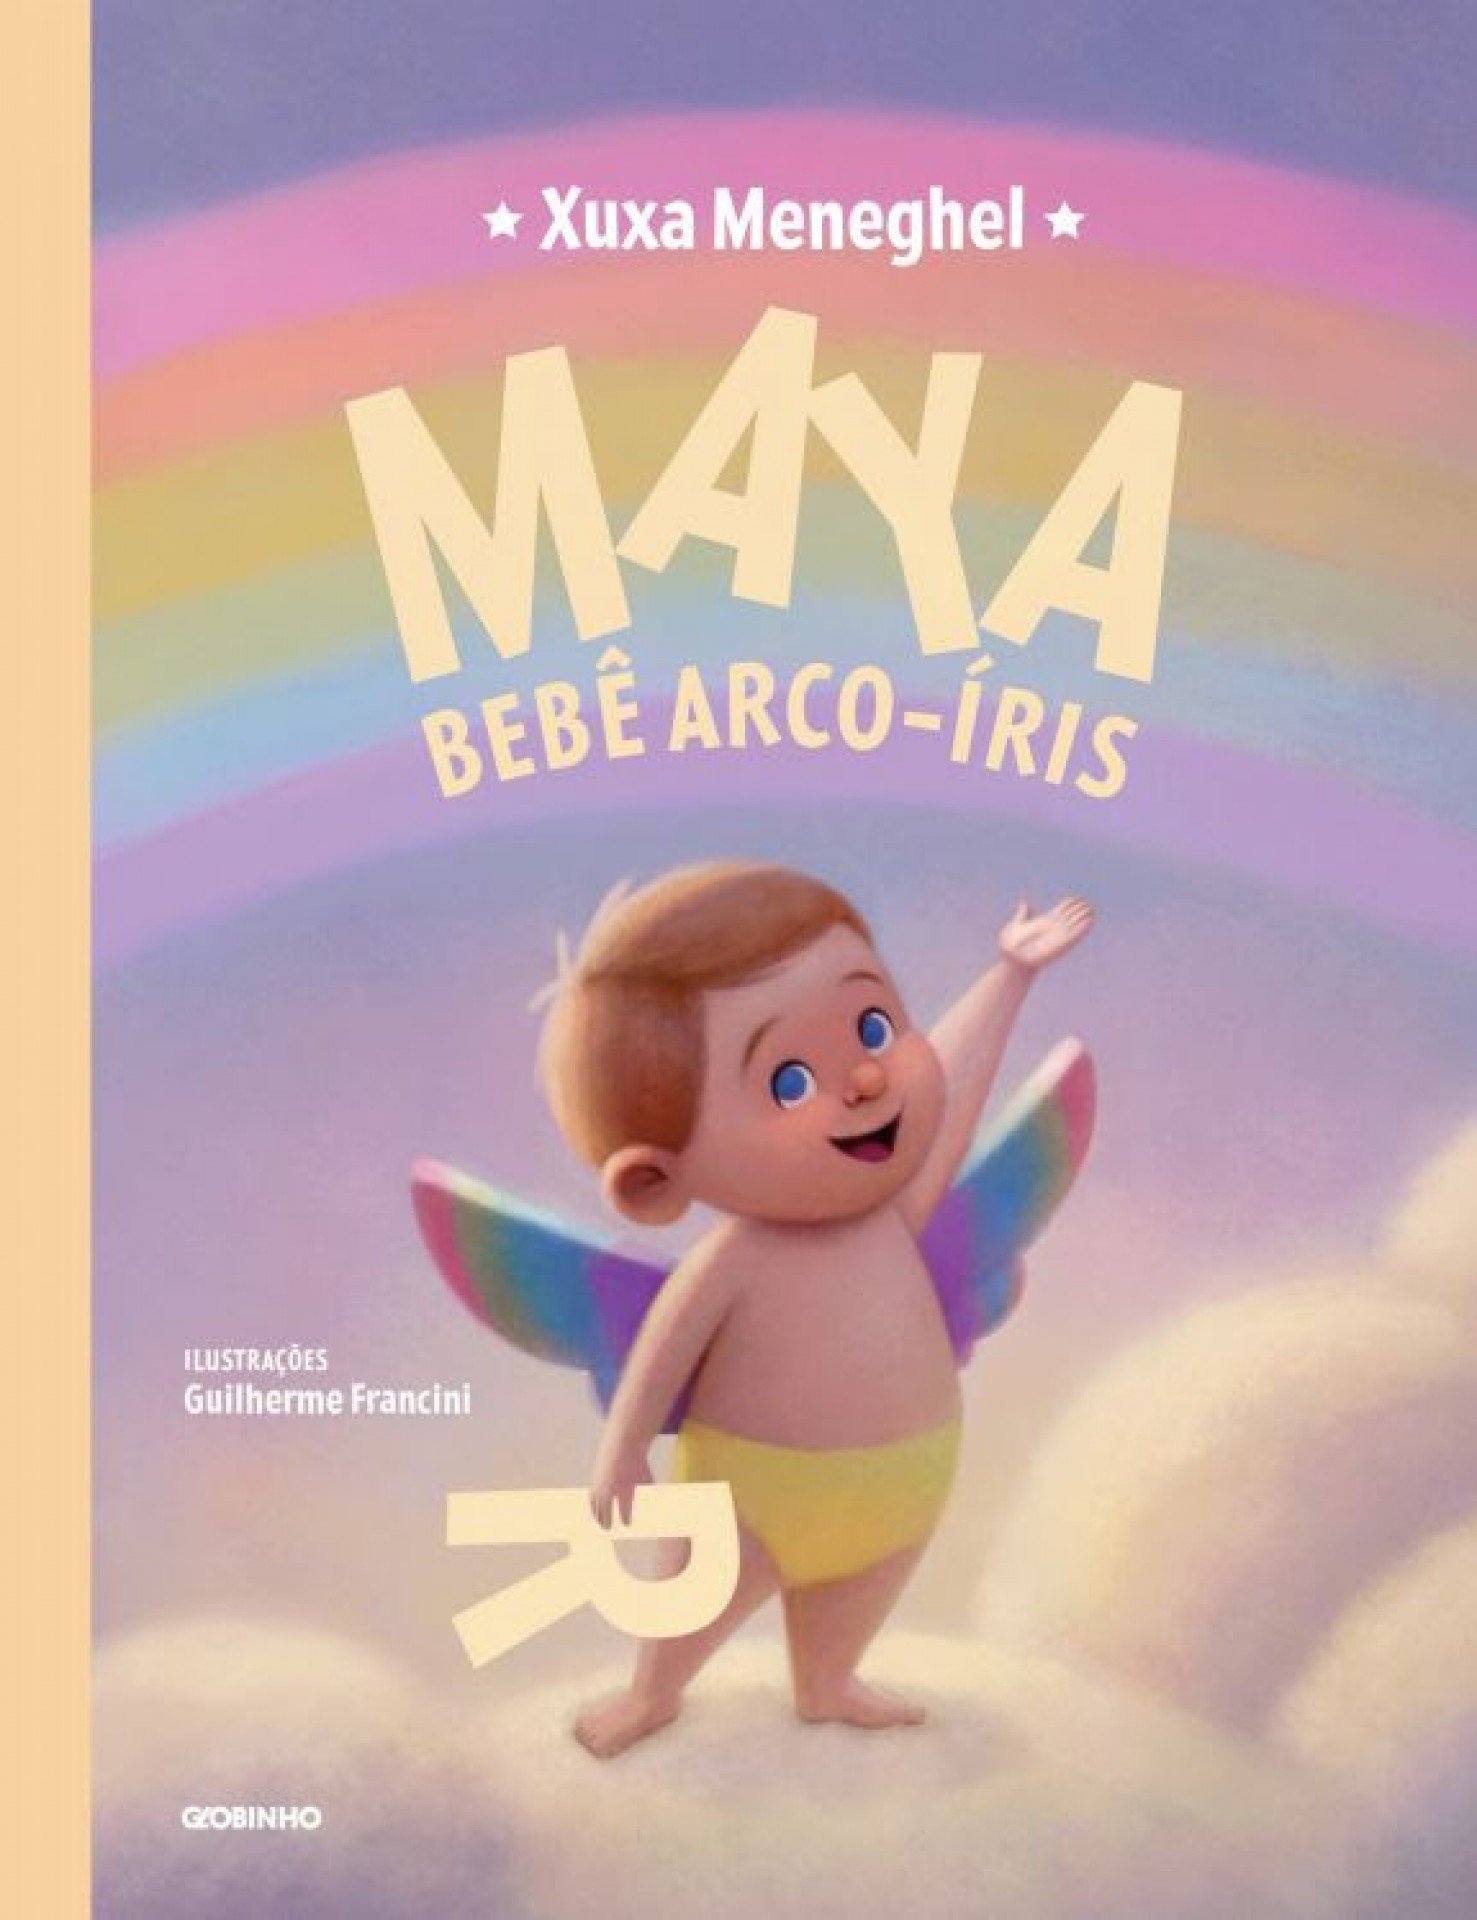 ★ Xuxa Meneghel ★
MAYA
BEBÊ ARCO-ÍRIS
ILUSTRAÇÕES
Guilherme Francini
R
GLOBINHO